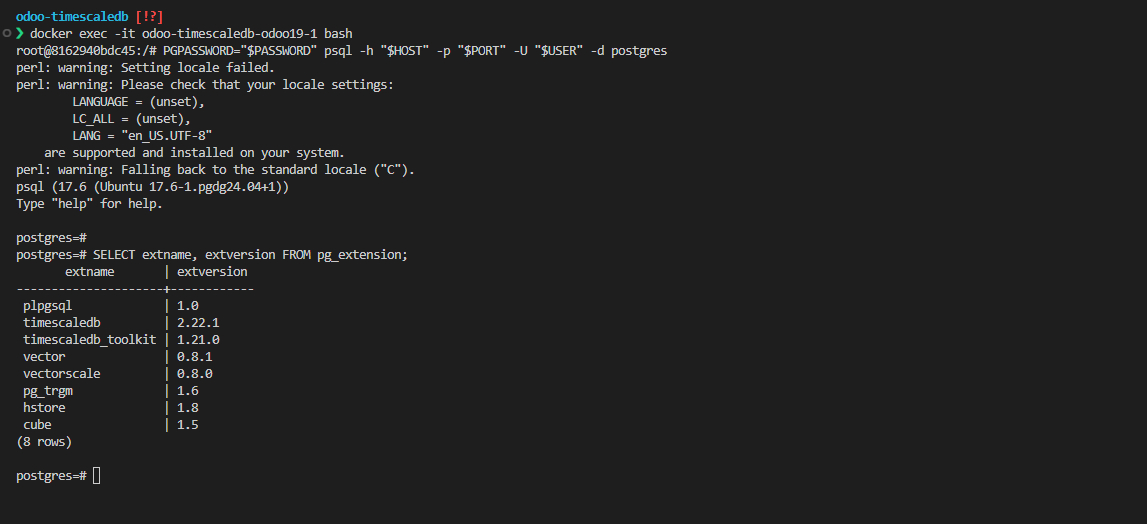 odoo-timescaledb [!?]
❯ docker exec -it odoo-timescaledb-odoo19-1 bash
root@8162940bdc45:/# PGPASSWORD="$PASSWORD" psql -h "$HOST" -p "$PORT" -U "$USER" -d postgres
perl: warning: Setting locale failed.
perl: warning: Please check that your locale settings:
        LANGUAGE = (unset),
        LC_ALL = (unset),
        LANG = "en_US.UTF-8"
    are supported and installed on your system.
perl: warning: Falling back to the standard locale ("C").
psql (17.6 (Ubuntu 17.6-1.pgdg24.04+1))
Type "help" for help.

postgres=#
postgres=# SELECT extname, extversion FROM pg_extension;
       extname       | extversion
---------------------+------------
 plpgsql             | 1.0
 timescaledb         | 2.22.1
 timescaledb_toolkit | 1.21.0
 vector              | 0.8.1
 vectorscale         | 0.8.0
 pg_trgm             | 1.6
 hstore              | 1.8
 cube                | 1.5
(8 rows)

postgres=#